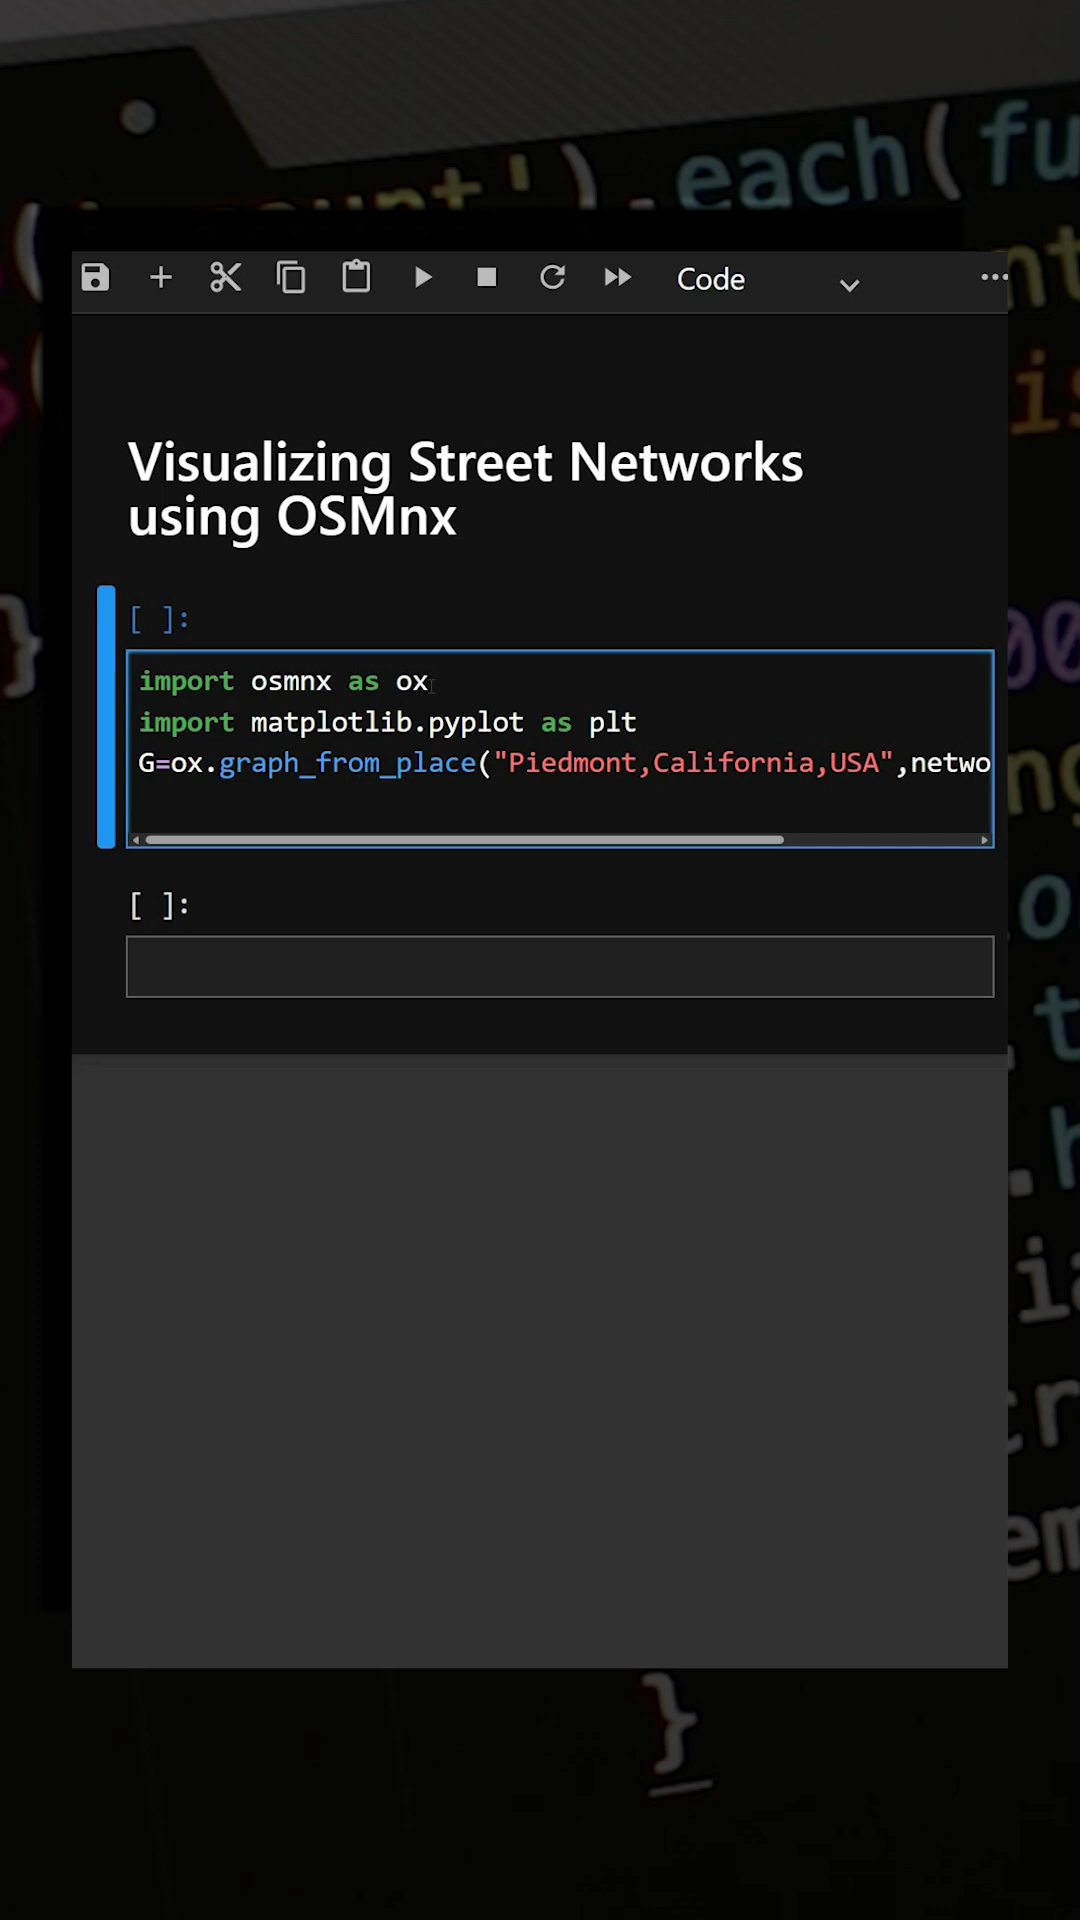 ').each(fu
Code
Visualizing Street Networks
using OSMnx
[ ]:
import osmnx as ox
import matplotlib.pyplot as plt
G=ox.graph_from_place("Piedmont,California,USA",netwo
[ ]:
}
}